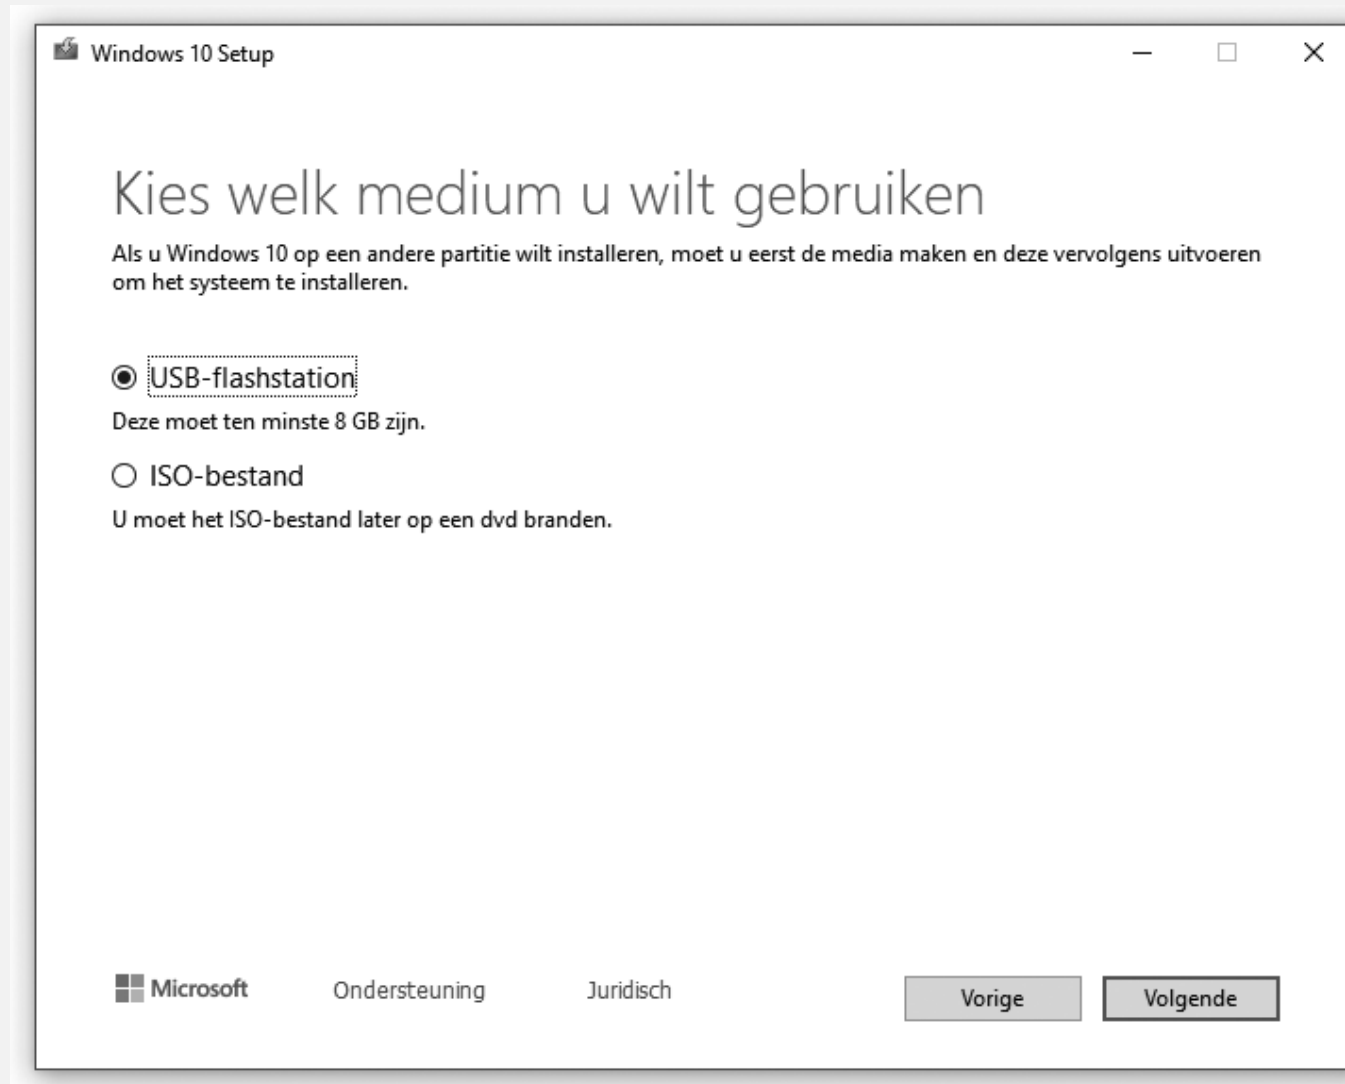 Windows 10 Setup
Kies welk medium u wilt gebruiken
Als u Windows 10 op een andere partitie wilt installeren, moet u eerst de media maken en deze vervolgens uitvoeren
om het systeem te installeren.
USB-flashstation
Deze moet ten minste 8 GB zijn.
ISO-bestand
U moet het ISO-bestand later op een dvd branden.
Microsoft Ondersteuning Juridisch Vorige Volgende